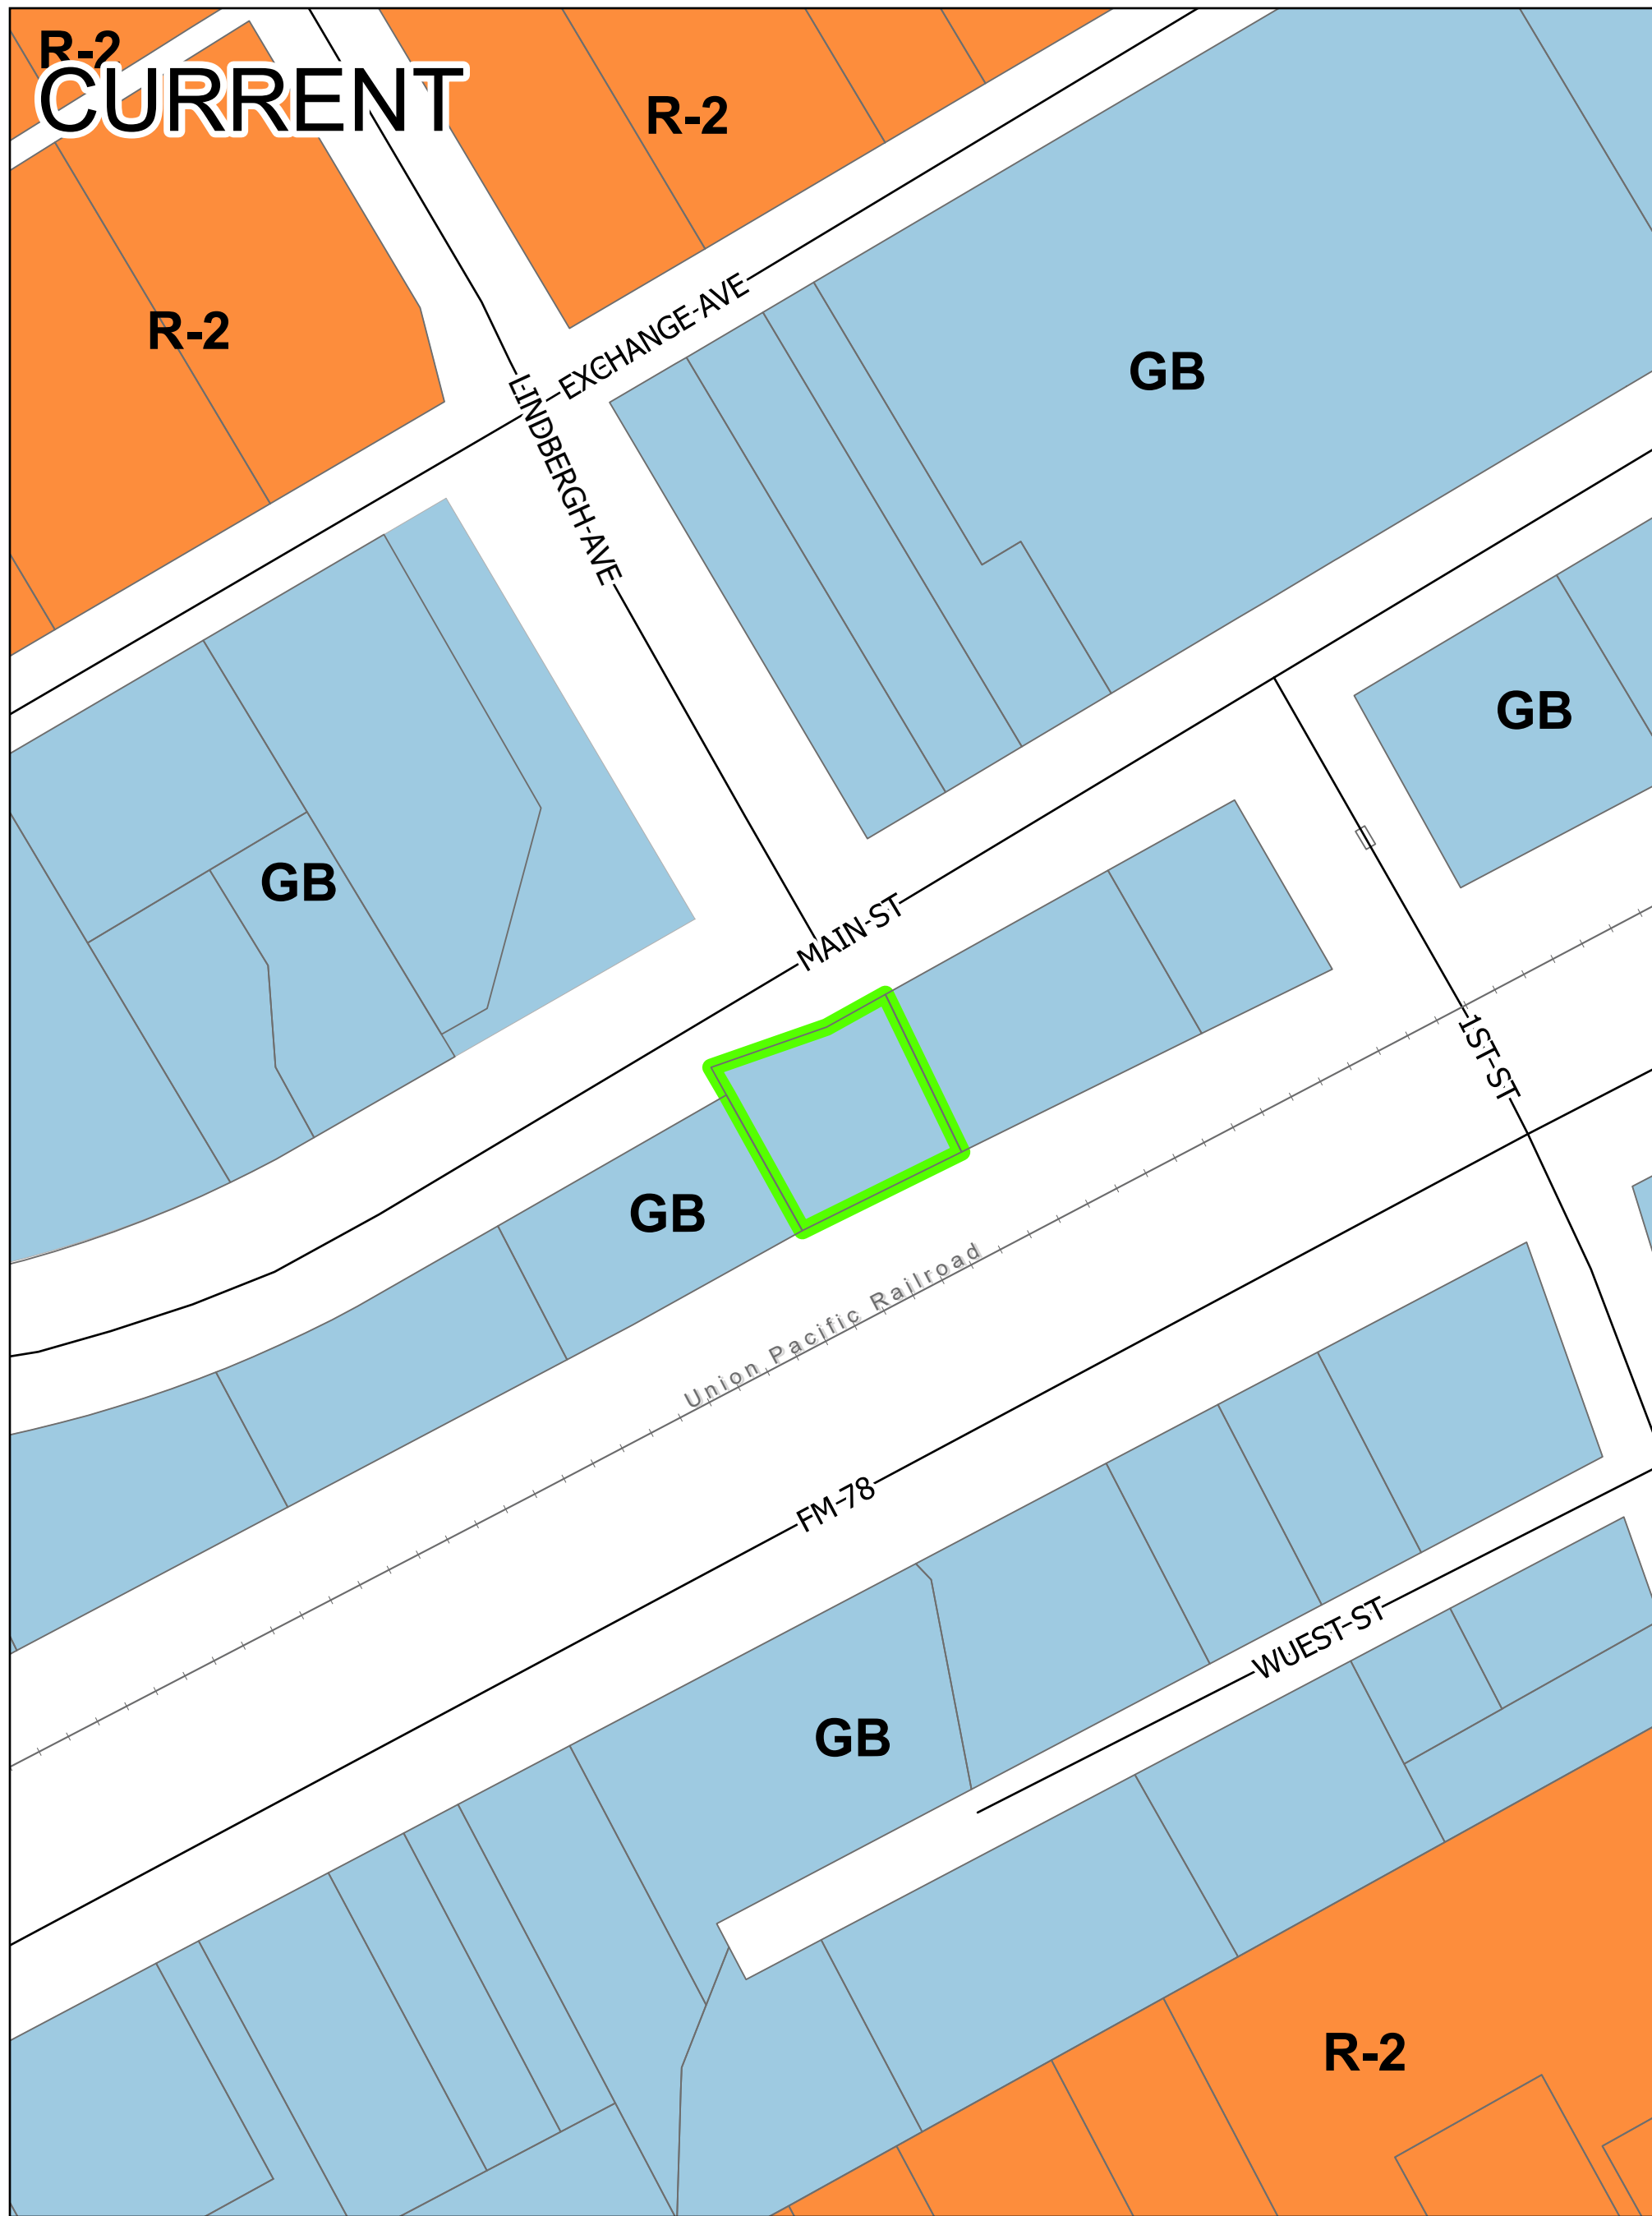 R-2
CURRENT
R-2
R-2
EXCHANGE-AVE
GB
LINDBERGH-AVE
GB
GB
MAIN-ST
1ST-ST
GB
Union Pacific Railroad
FM-78
WUEST-ST
GB
R-2